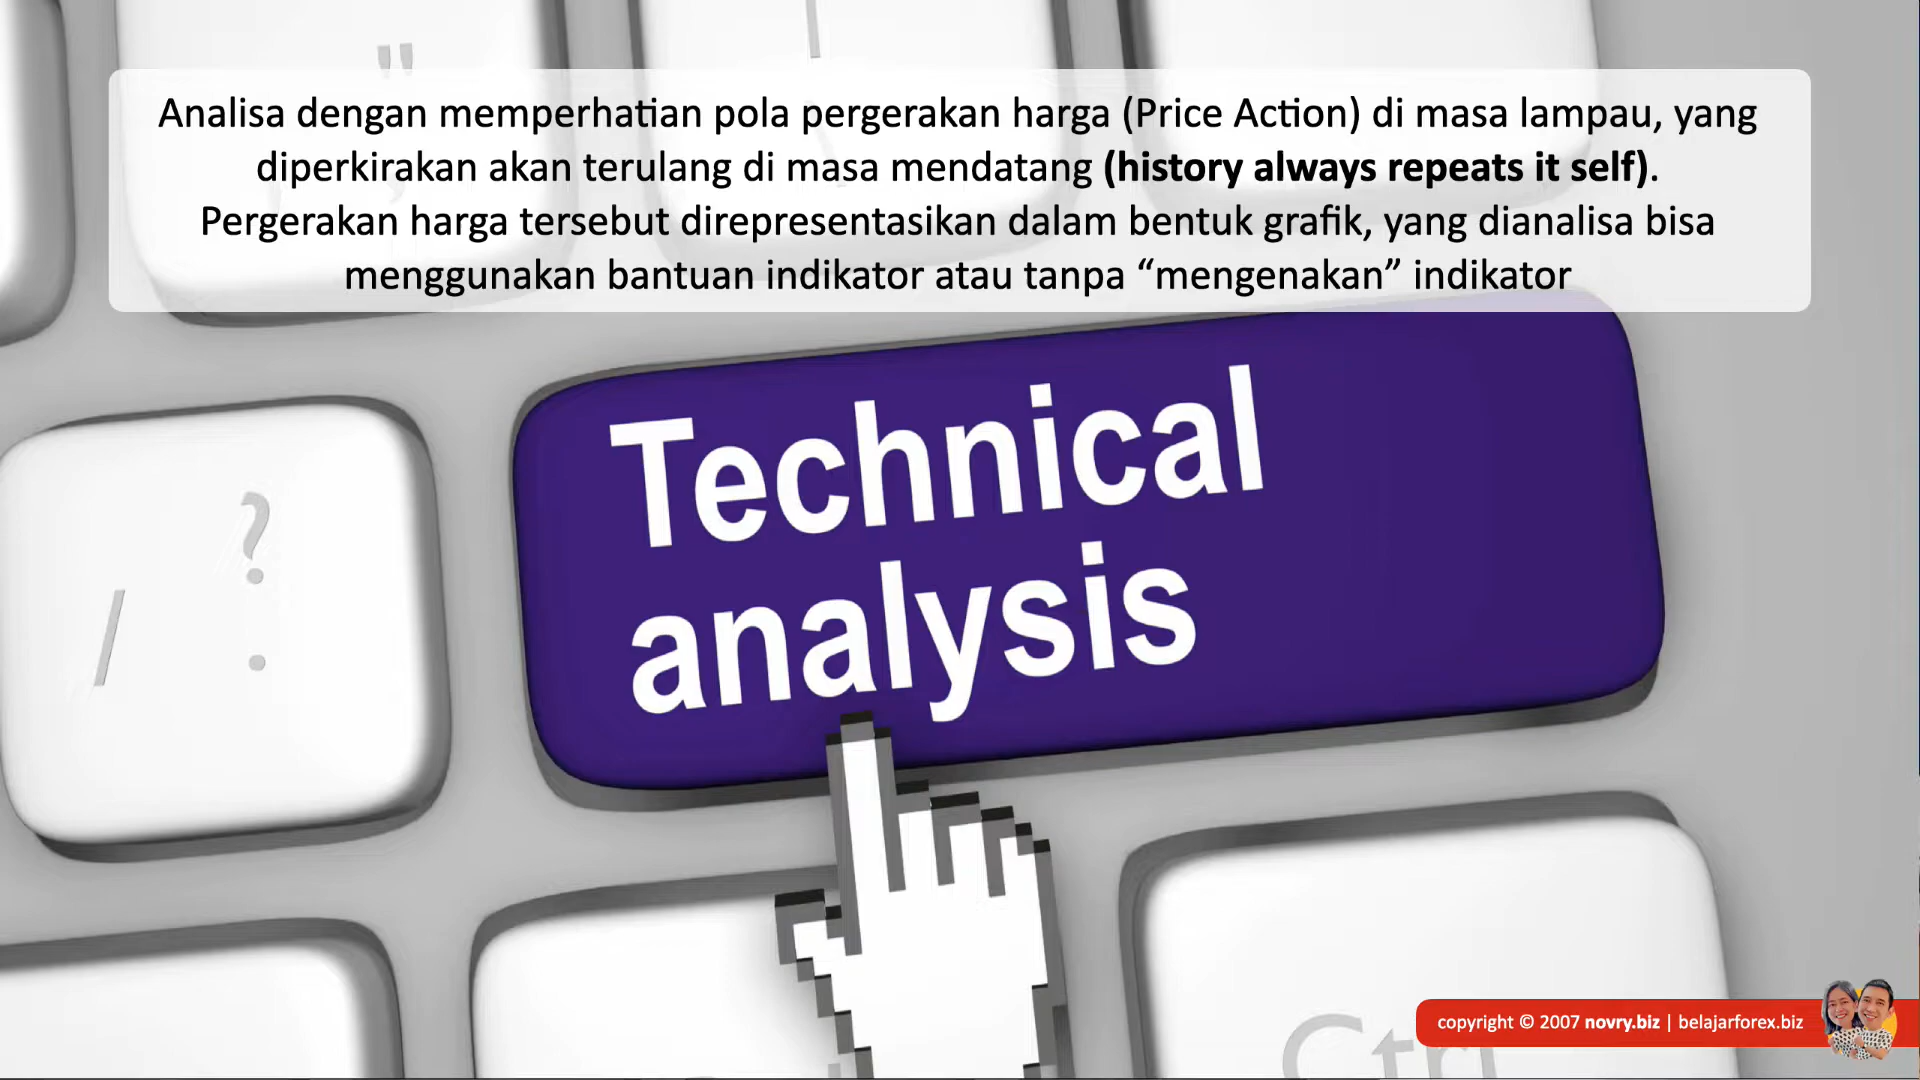 Analisa dengan memperhatian pola pergerakan harga (Price Action) di masa lampau, yang
diperkirakan akan terulang di masa mendatang (history always repeats it self).
Pergerakan harga tersebut direpresentasikan dalam bentuk grafik, yang dianalisa bisa
menggunakan bantuan indikator atau tanpa “mengenakan” indikator
Technical
analysis
?
/ .
Ctrl
copyright © 2007 novry.biz | belajarforex.biz